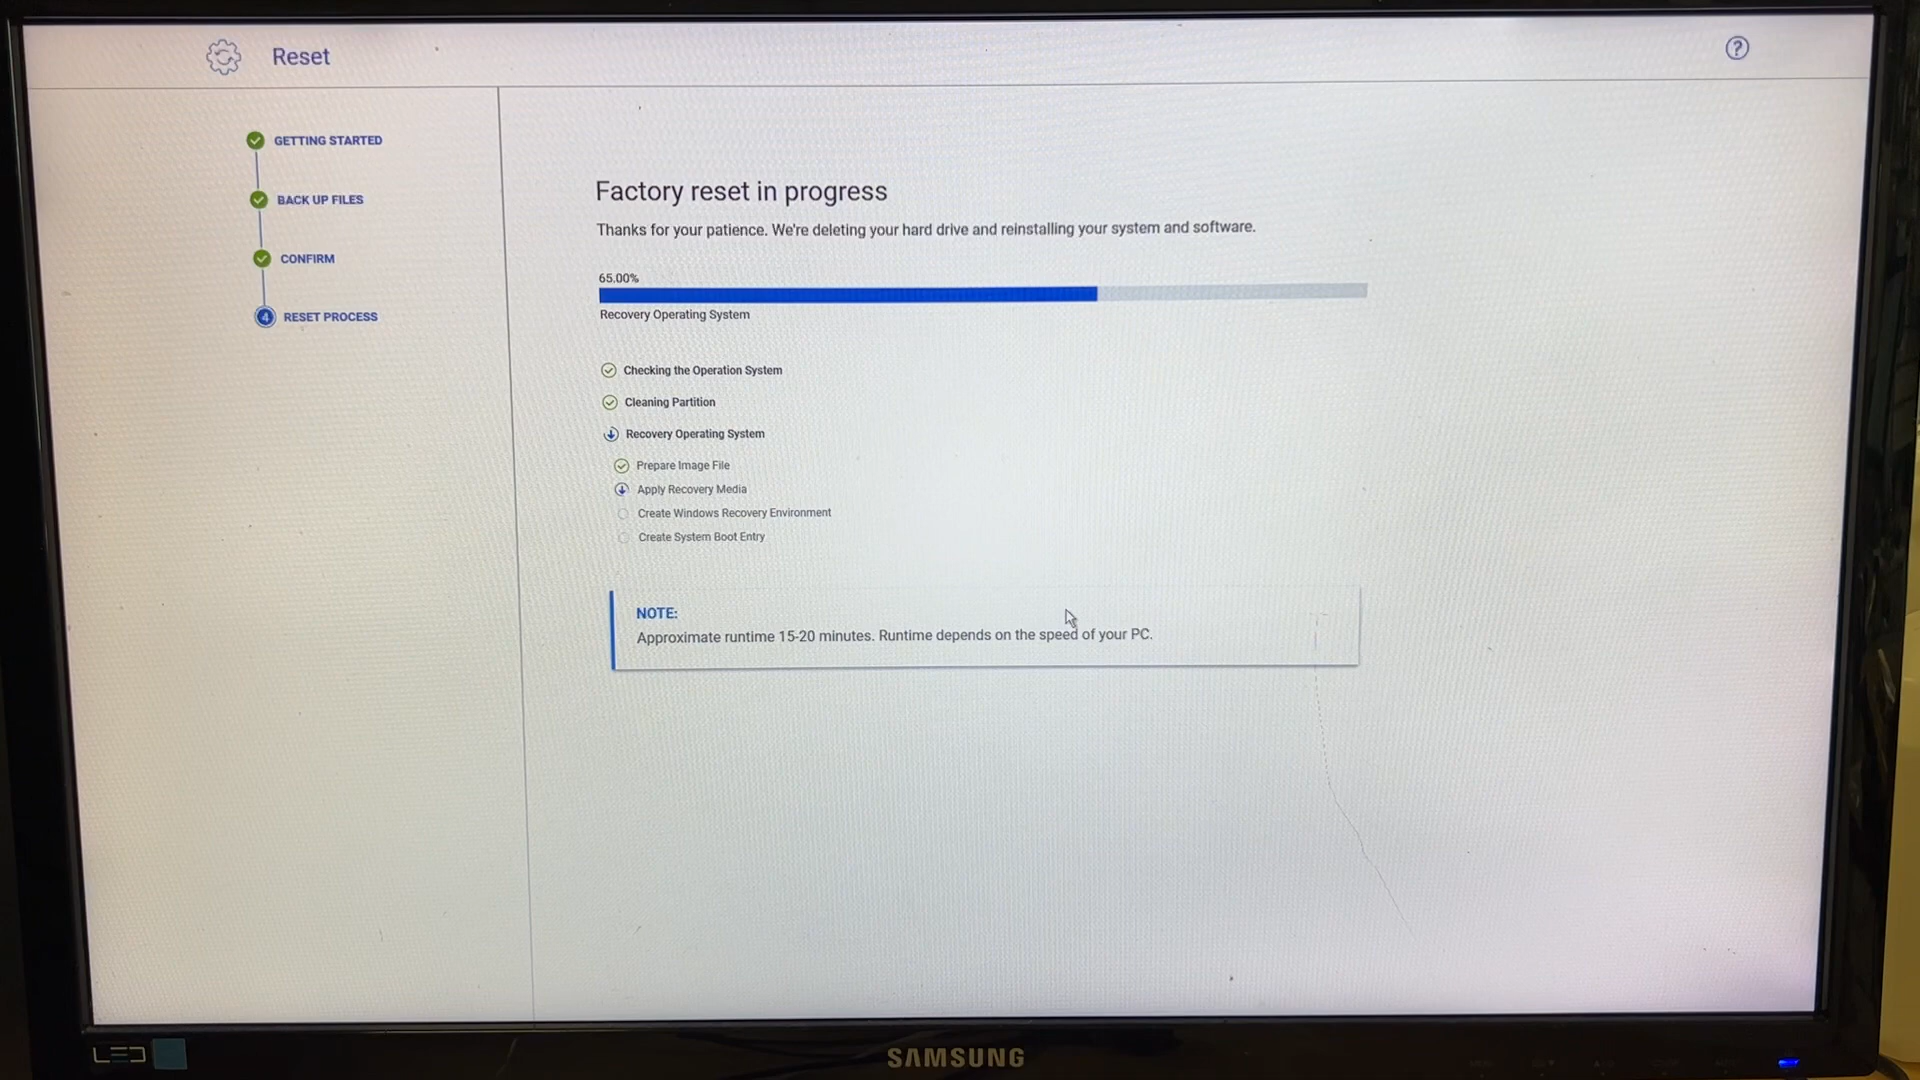 Reset
?
GETTING STARTED
BACK UP FILES
CONFIRM
4 RESET PROCESS
Factory reset in progress
Thanks for your patience. We're deleting your hard drive and reinstalling your system and software.
65.00%
Recovery Operating System
Checking the Operation System
Cleaning Partition
Recovery Operating System
Prepare Image File
Apply Recovery Media
Create Windows Recovery Environment
Create System Boot Entry
NOTE:
Approximate runtime 15-20 minutes. Runtime depends on the speed of your PC.
LED
SAMSUNG